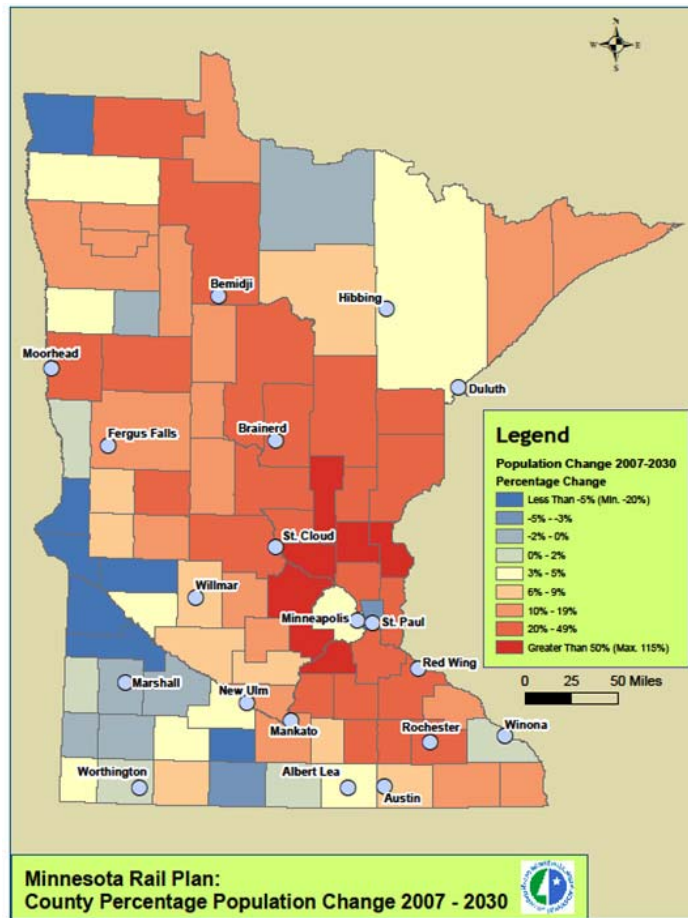 N
W E
S
Bemidji
Hibbing
Moorhead
Duluth
Fergus Falls
Brainerd
Legend
Population Change 2007-2030
Percentage Change
Less Than -5% (Min. -20%)
-5% - -3%
-2% - 0%
0% - 2%
3% - 5%
6% - 9%
10% - 19%
20% - 49%
Greater Than 50% (Max. 115%)
St. Cloud
Willmar
Minneapolis
St. Paul
Red Wing
0 25 50 Miles
Marshall
New Ulm
Mankato
Rochester
Winona
Worthington
Albert Lea
Austin
Minnesota Rail Plan:
County Percentage Population Change 2007 - 2030